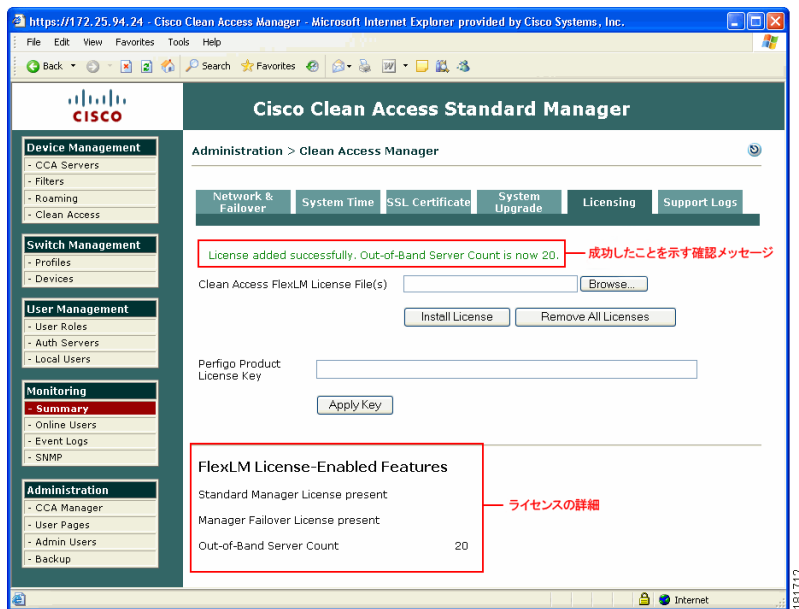 https://172.25.94.24 - Cisco Clean Access Manager - Microsoft Internet Explorer provided by Cisco Systems, Inc.
File Edit View Favorites Tools Help
Back Search Favorites
CISCO
Cisco Clean Access Standard Manager
Device Management
- CCA Servers
- Filters
- Roaming
- Clean Access
Switch Management
- Profiles
- Devices
User Management
- User Roles
- Auth Servers
- Local Users
Monitoring
- Summary
- Online Users
- Event Logs
- SNMP
Administration
- CCA Manager
- User Pages
- Admin Users
- Backup
Administration > Clean Access Manager
Network & Failover
System Time
SSL Certificate
System Upgrade
Licensing
Support Logs
License added successfully. Out-of-Band Server Count is now 20.
成功したことを示す確認メッセージ
Clean Access FlexLM License File(s)
Browse...
Install License
Remove All Licenses
Perfigo Product
License Key
Apply Key
FlexLM License-Enabled Features
Standard Manager License present
Manager Failover License present
Out-of-Band Server Count 20
ライセンスの詳細
Internet
181712